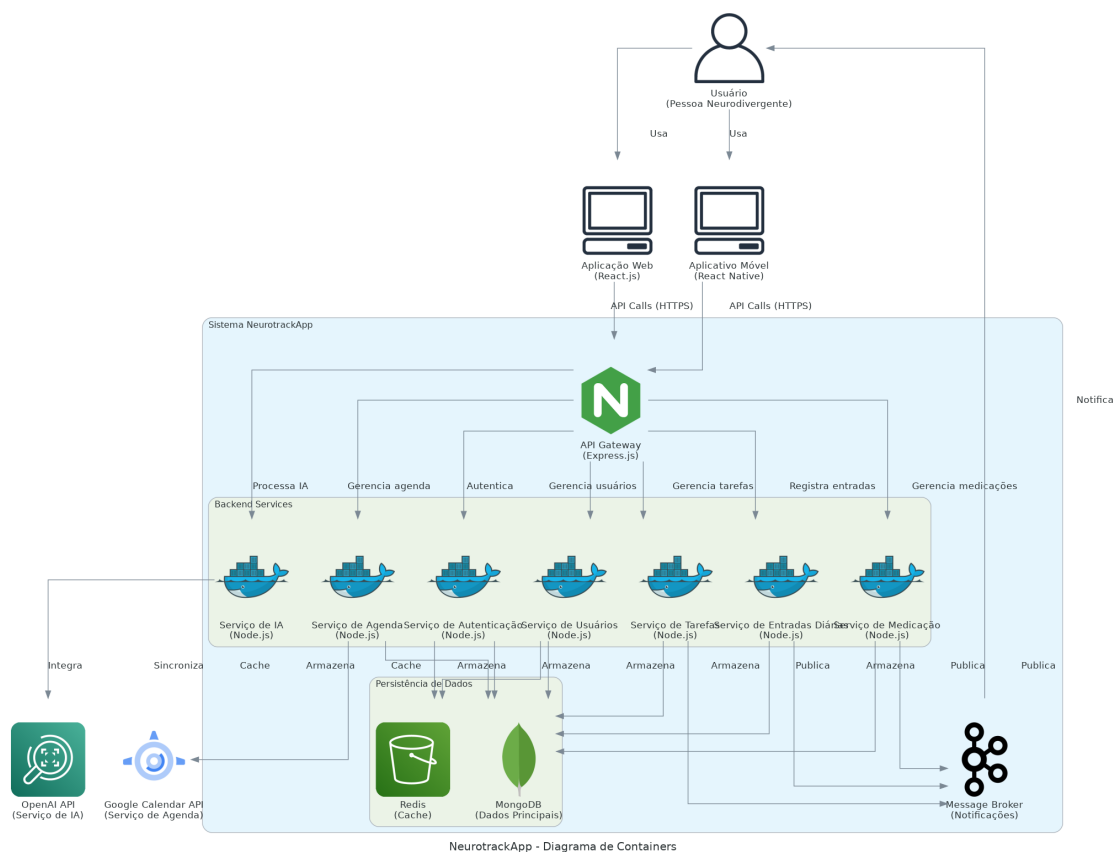 Usuário
(Pessoa Neurodivergente)
Usa
Usa
Aplicação Web
(React.js)
Aplicativo Móvel
(React Native)
API Calls (HTTPS)
API Calls (HTTPS)
Sistema NeurotrackApp
Notifica
API Gateway
(Express.js)
Processa IA
Gerencia agenda
Autentica
Gerencia usuários
Gerencia tarefas
Registra entradas
Gerencia medicações
Backend Services
Serviço de IA
(Node.js)
Serviço de Agenda
(Node.js)
Serviço de Autenticação
(Node.js)
Serviço de Usuários
(Node.js)
Serviço de Tarefas
(Node.js)
Serviço de Entradas Diárias
(Node.js)
Serviço de Medicação
(Node.js)
Integra
Sincroniza
Cache
Armazena
Cache
Armazena
Armazena
Armazena
Armazena
Publica
Armazena
Publica
Publica
Persistência de Dados
OpenAI API
(Serviço de IA)
Google Calendar API
(Serviço de Agenda)
Redis
(Cache)
MongoDB
(Dados Principais)
Message Broker
(Notificações)
NeurotrackApp - Diagrama de Containers